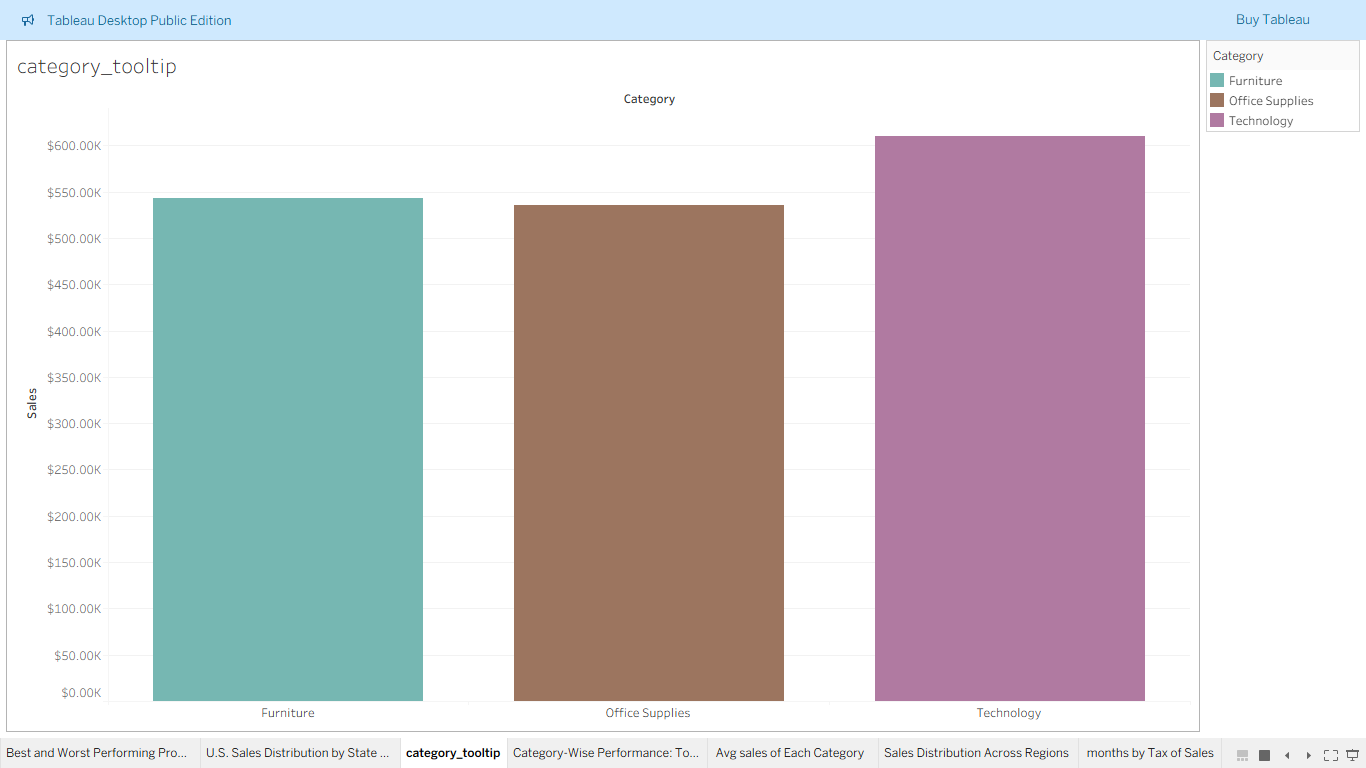 Tableau Desktop Public Edition
Buy Tableau
category_tooltip
Category
Category
Furniture
Office Supplies
Technology
$600.00K
$550.00K
$500.00K
$450.00K
$400.00K
$350.00K
$300.00K
$250.00K
$200.00K
$150.00K
$100.00K
$50.00K
$0.00K
Sales
Furniture
Office Supplies
Technology
Best and Worst Performing Pro...
U.S. Sales Distribution by State ...
category_tooltip
Category-Wise Performance: To...
Avg sales of Each Category
Sales Distribution Across Regions
months by Tax of Sales